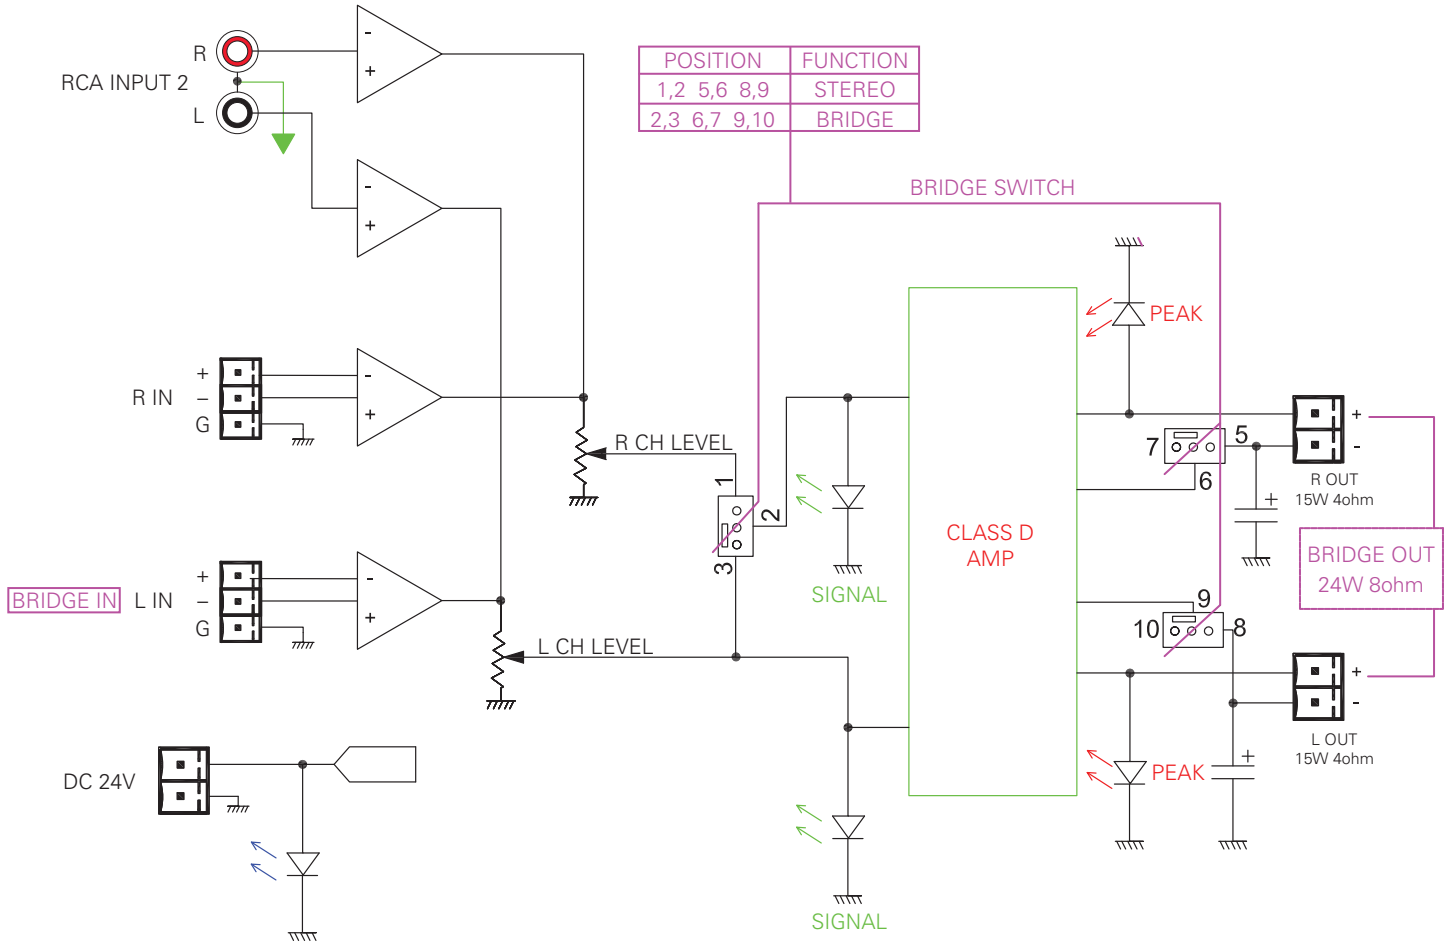 R
RCA INPUT 2
L
-
+
-
+
POSITION FUNCTION
1,2 5,6 8,9 STEREO
2,3 6,7 9,10 BRIDGE
BRIDGE SWITCH
PEAK
R IN
+
–
G
-
+
R CH LEVEL
1
2
3
SIGNAL
CLASS D
AMP
7
5
6
+
-
R OUT
15W 4ohm
+
BRIDGE OUT
24W 8ohm
BRIDGE IN
L IN
+
–
G
-
+
L CH LEVEL
9
10
8
+
-
L OUT
15W 4ohm
PEAK
+
DC 24V
SIGNAL